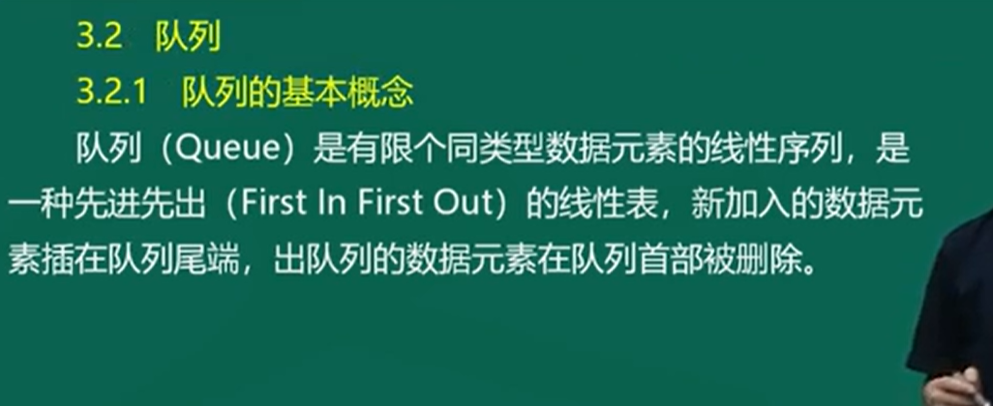 3.2 队列
3.2.1 队列的基本概念
队列（Queue）是有限个同类型数据元素的线性序列，是
一种先进先出（First In First Out）的线性表，新加入的数据元
素插在队列尾端，出队列的数据元素在队列首部被删除。